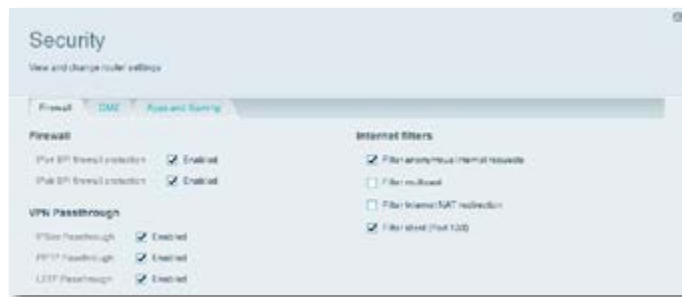 Security
View and change router settings
Firewall DMZ Apps and Gaming
Firewall
IPv4 SPI firewall protection Enabled
IPv6 SPI firewall protection Enabled
VPN Passthrough
IPSec Passthrough Enabled
PPTP Passthrough Enabled
L2TP Passthrough Enabled
Internet filters
Filter anonymous Internet requests
Filter multicast
Filter Internet NAT redirection
Filter ident (Port 113)